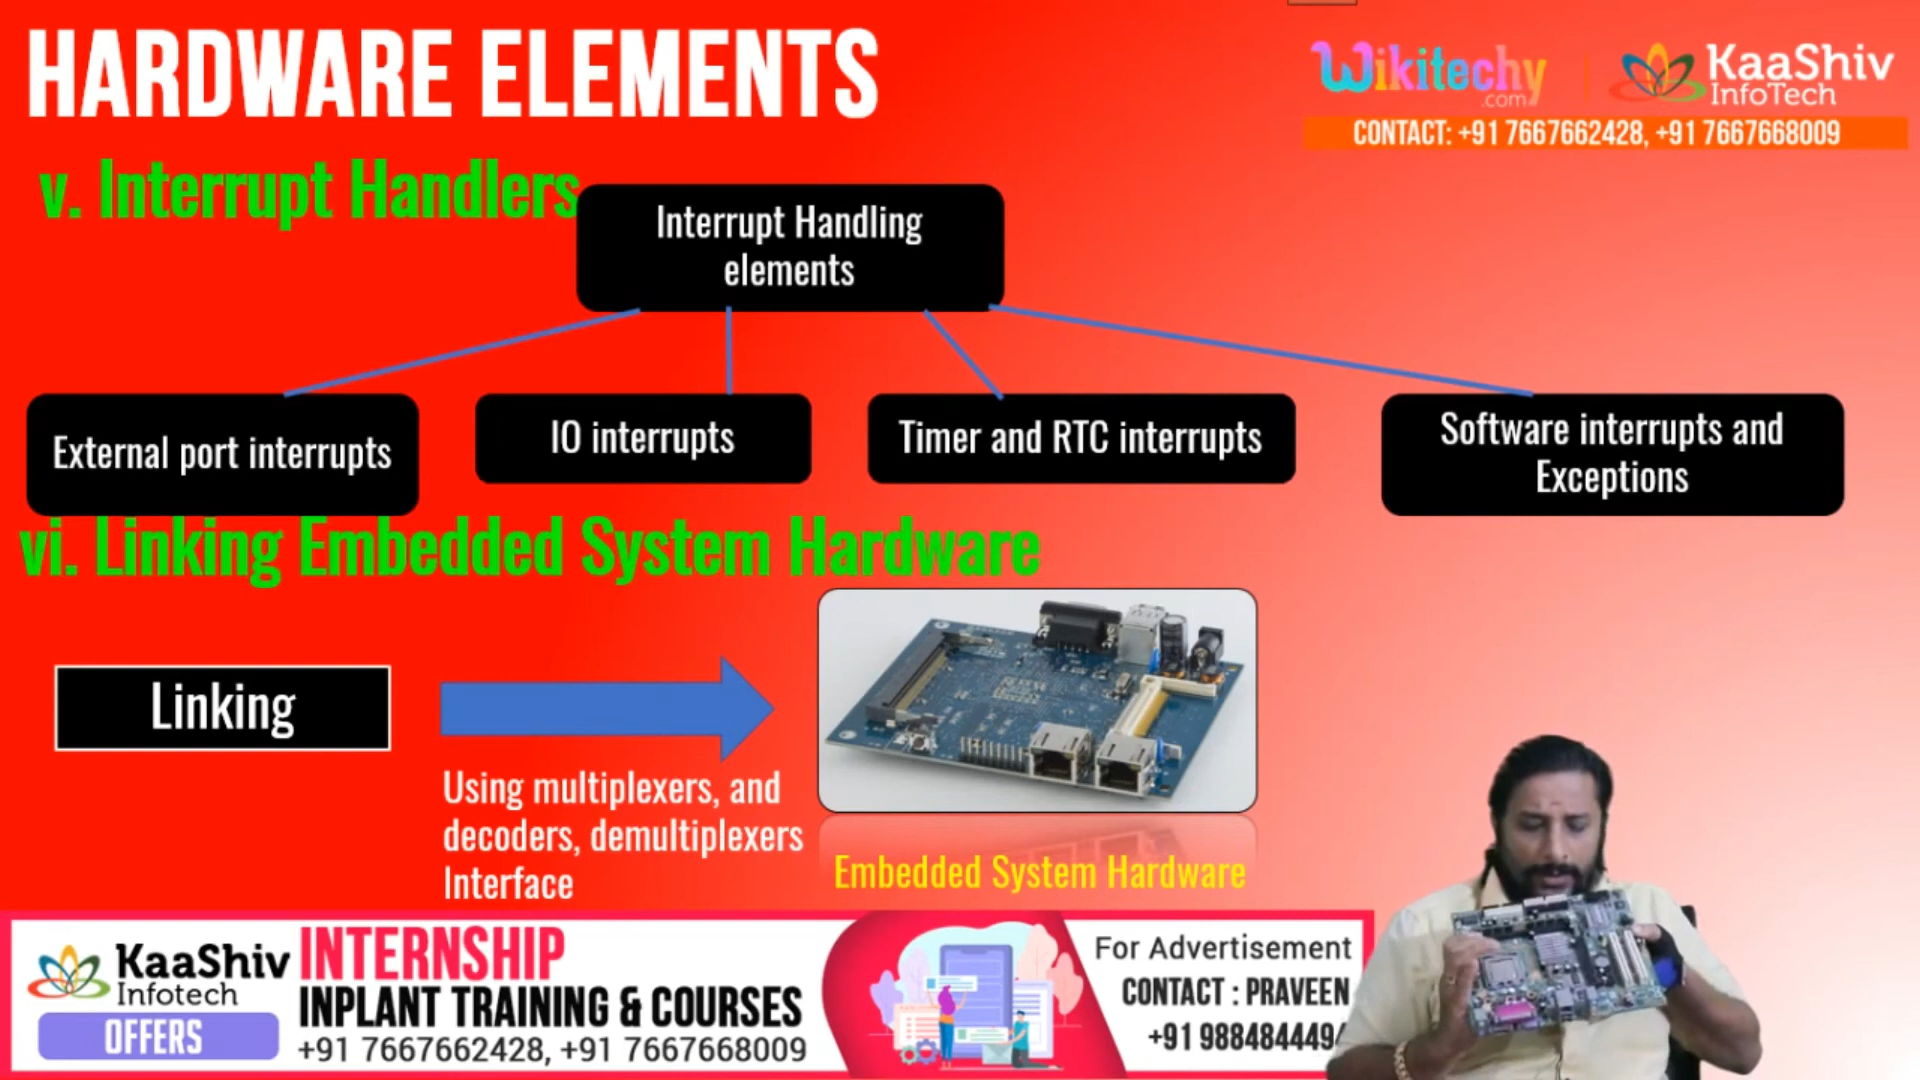 HARDWARE ELEMENTS
Wikitechy
.com
KaaShiv
InfoTech
CONTACT: +91 7667662428, +91 7667668009
v. Interrupt Handlers
Interrupt Handling
elements
External port interrupts
IO interrupts
Timer and RTC interrupts
Software interrupts and
Exceptions
vi. Linking Embedded System Hardware
Linking
Using multiplexers, and
decoders, demultiplexers
Interface
Embedded System Hardware
KaaShiv
Infotech
OFFERS
INTERNSHIP
INPLANT TRAINING & COURSES
+91 7667662428, +91 7667668009
For Advertisement
CONTACT : PRAVEEN
+91 9884844494